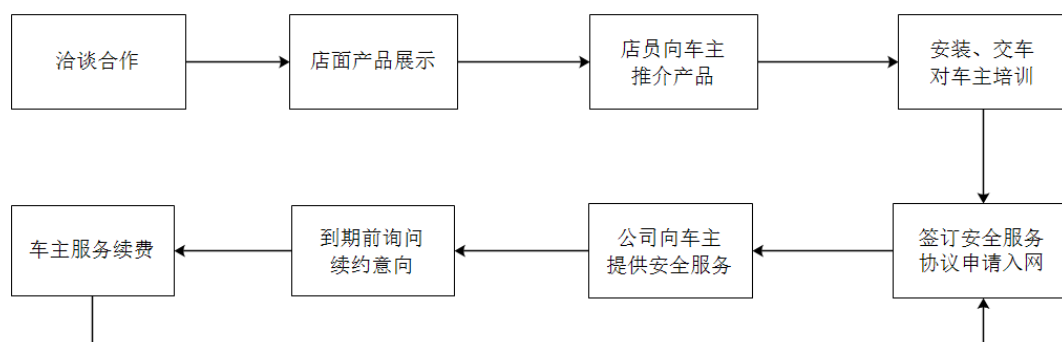 洽谈合作
店面产品展示
店员向车主
推介产品
安装、交车
对车主培训
车主服务续费
到期前询问
续约意向
公司向车主
提供安全服务
签订安全服务
协议申请入网